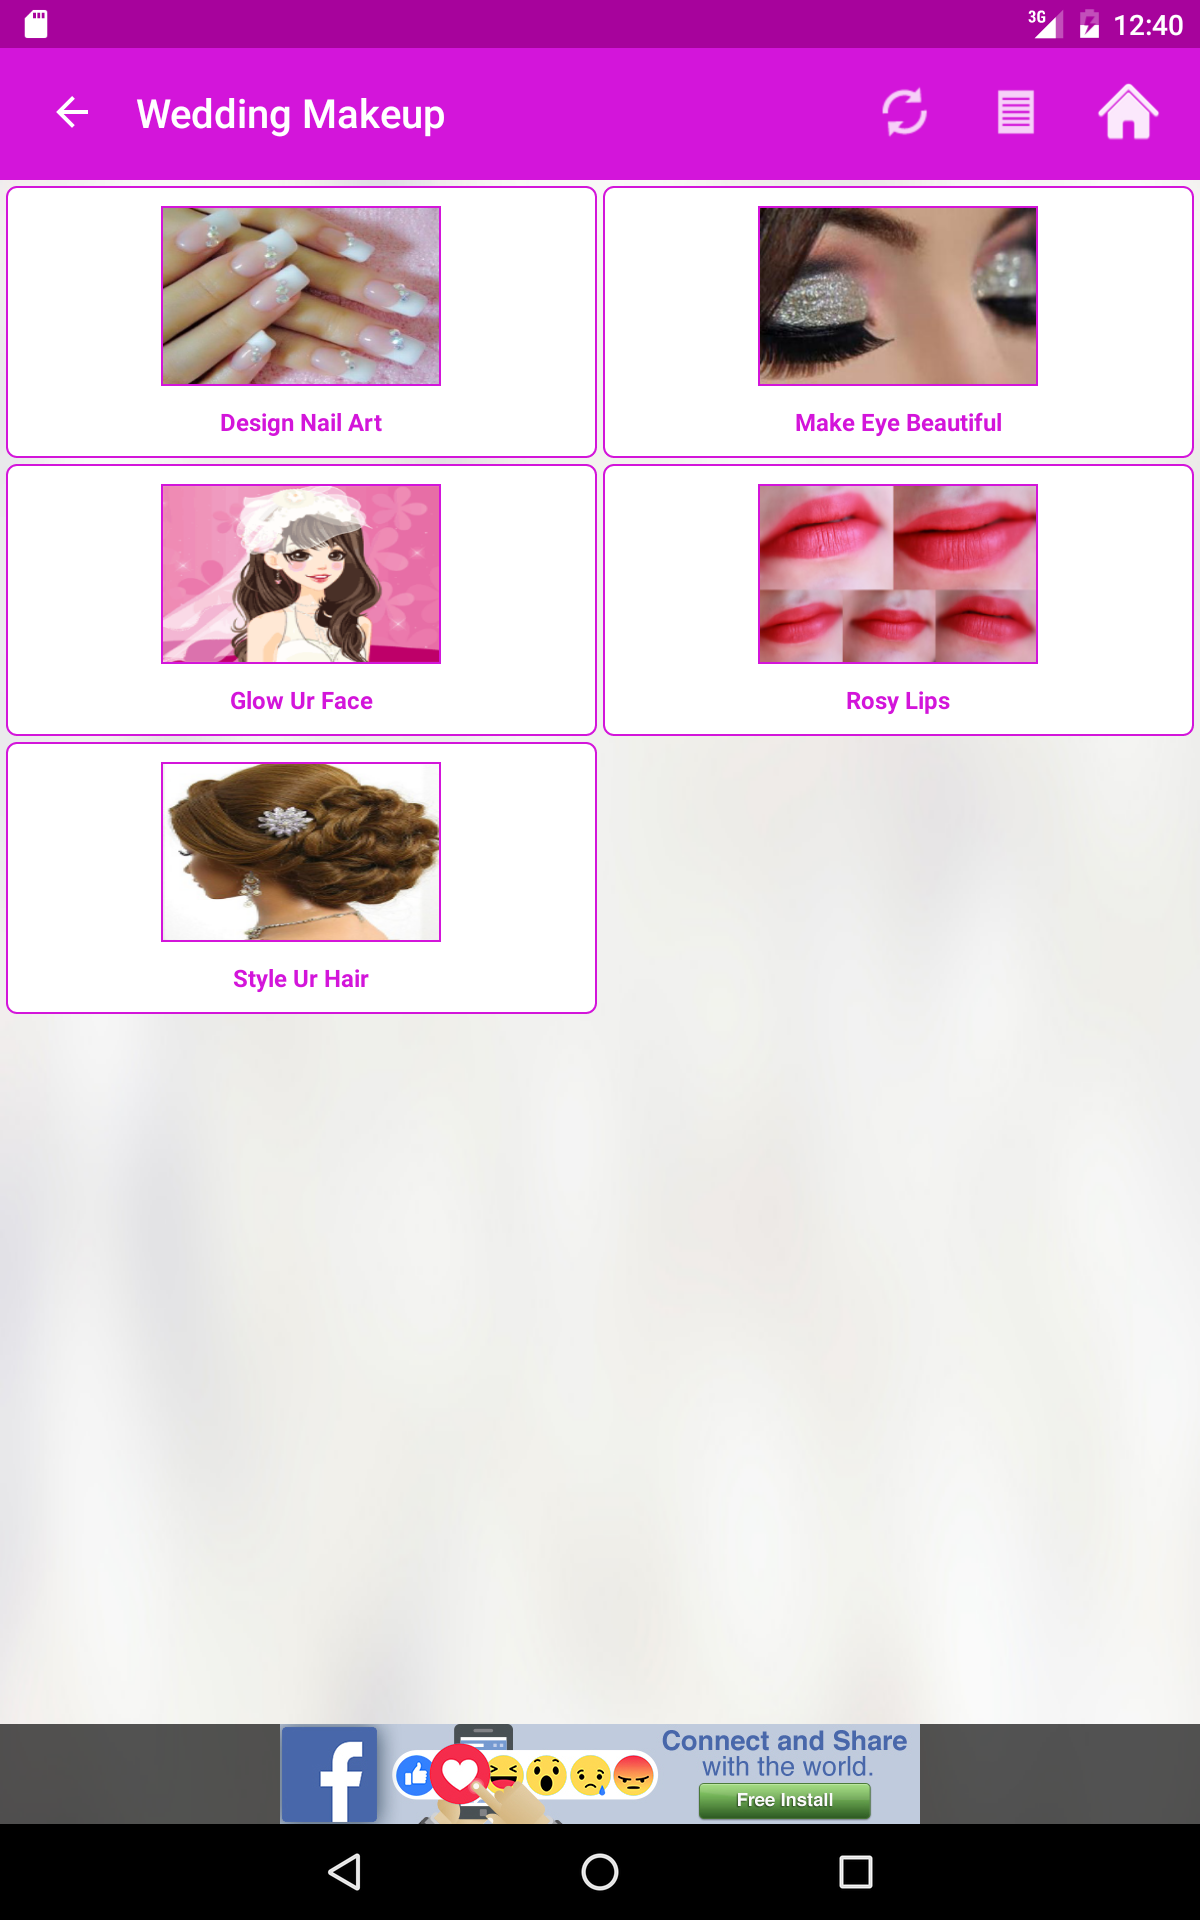 3G 12:40
Wedding Makeup
Design Nail Art
Make Eye Beautiful
Glow Ur Face
Rosy Lips
Style Ur Hair
f
Connect and Share
with the world.
Free Install